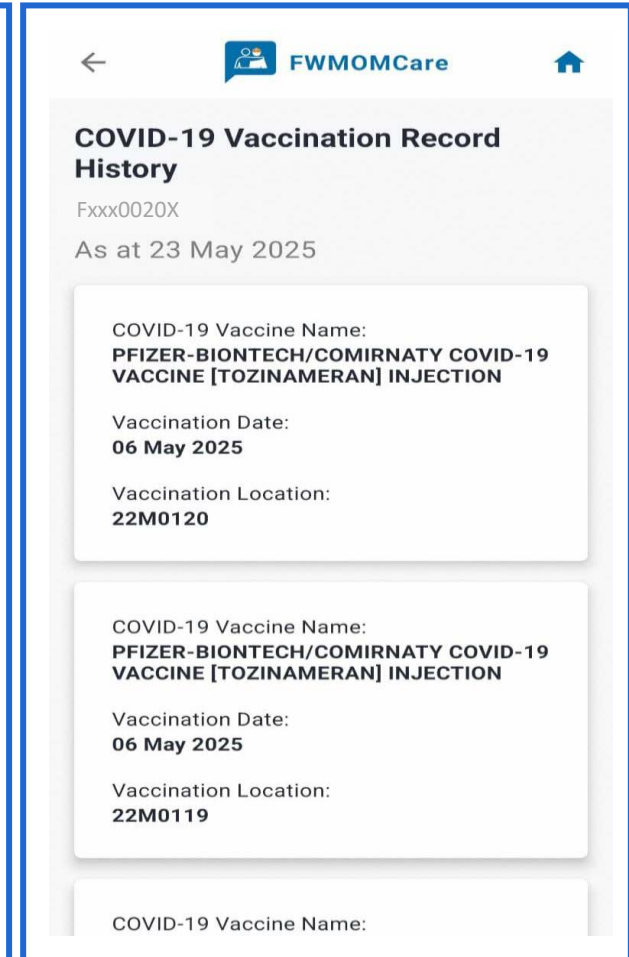 FWMOMCare
COVID-19 Vaccination Record
History
Fxxx0020X
As at 23 May 2025
COVID-19 Vaccine Name:
PFIZER-BIONTECH/COMIRNATY COVID-19
VACCINE [TOZINAMERAN] INJECTION
Vaccination Date:
06 May 2025
Vaccination Location:
22M0120
COVID-19 Vaccine Name:
PFIZER-BIONTECH/COMIRNATY COVID-19
VACCINE [TOZINAMERAN] INJECTION
Vaccination Date:
06 May 2025
Vaccination Location:
22M0119
COVID-19 Vaccine Name: